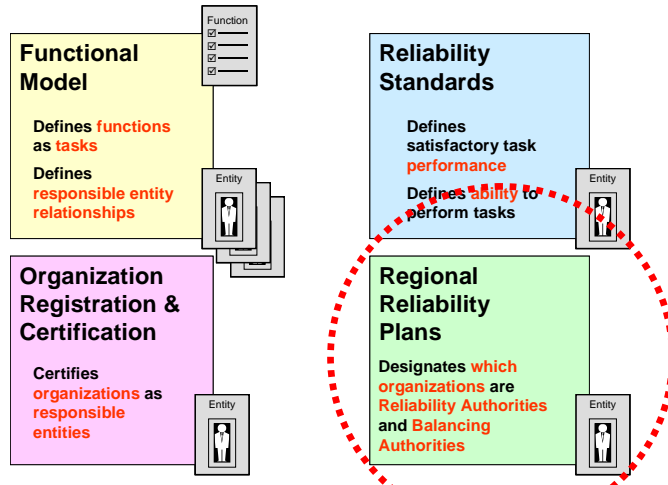 Function
Functional
Model
Defines functions
as tasks
Defines
responsible entity
relationships
Entity
Reliability
Standards
Defines
satisfactory task
performance
Defines ability to
perform tasks
Entity
Organization
Registration &
Certification
Certifies
organizations as
responsible
entities
Entity
Regional
Reliability
Plans
Designates which
organizations are
Reliability Authorities
and Balancing
Authorities
Entity